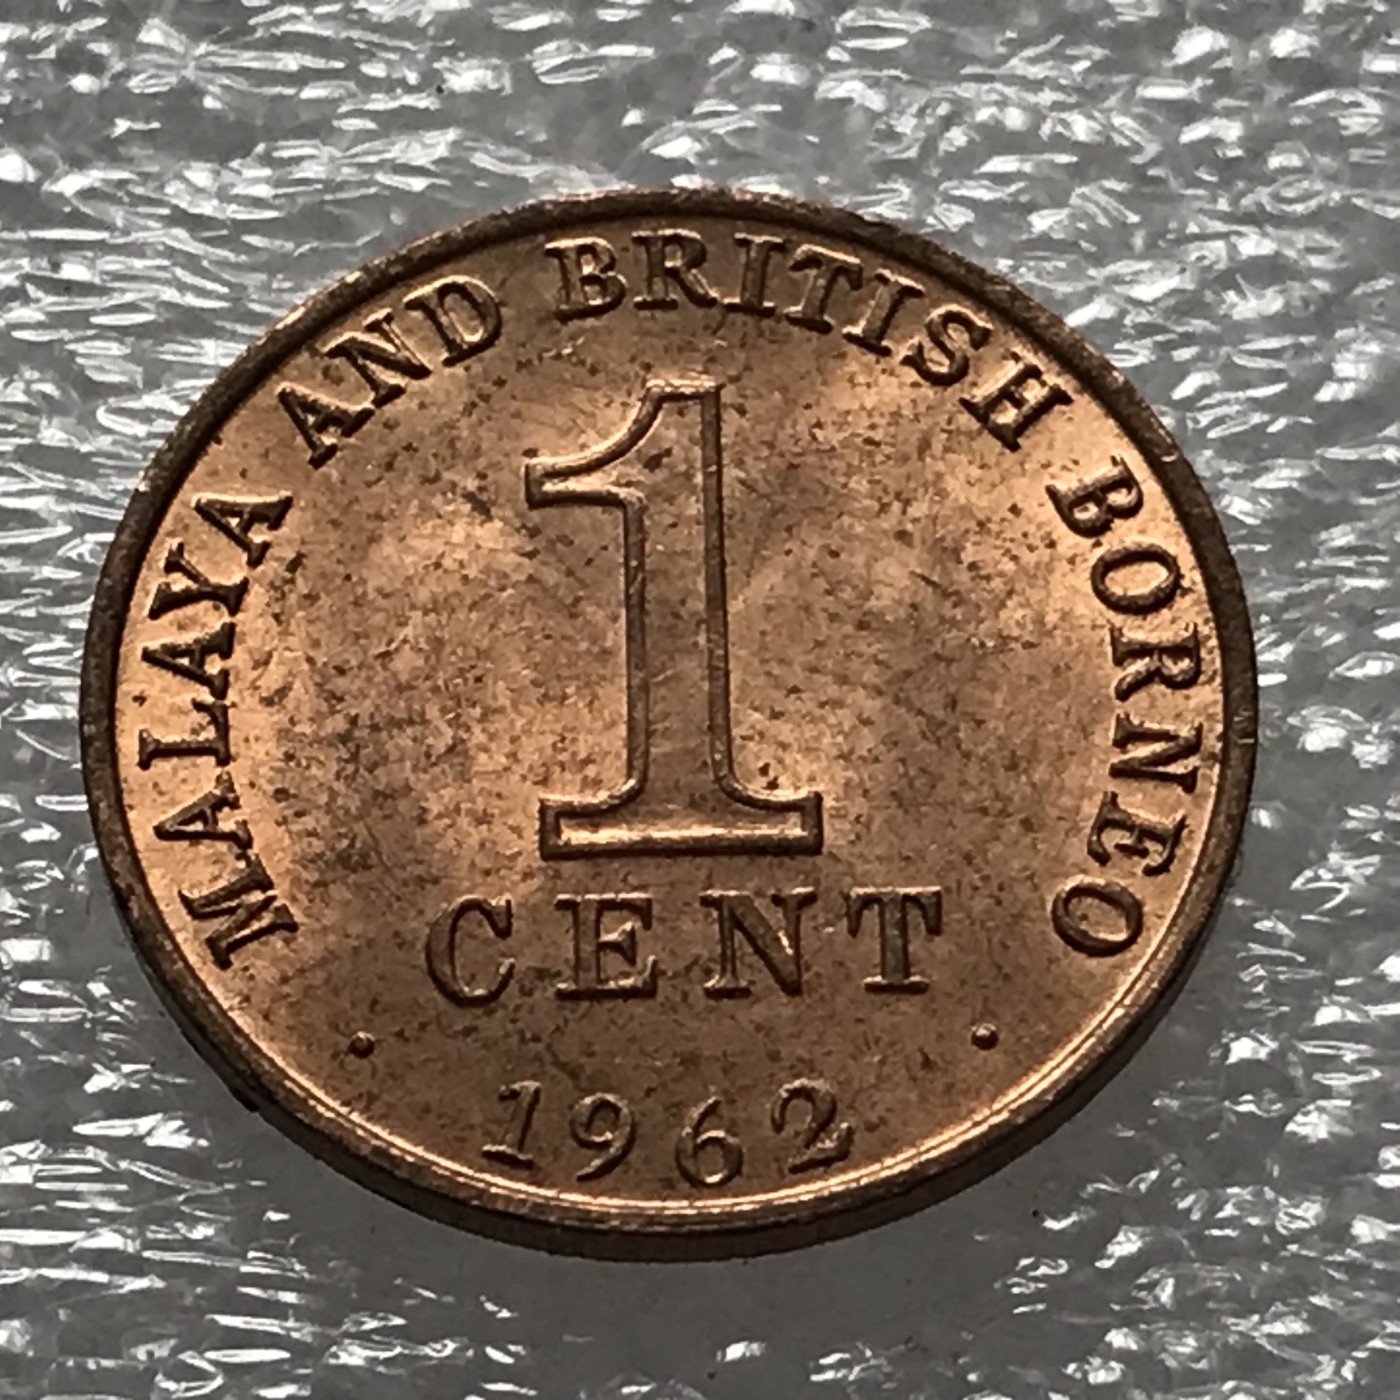 MALAYA AND BRITISH BORNEO
1
CENT
1962